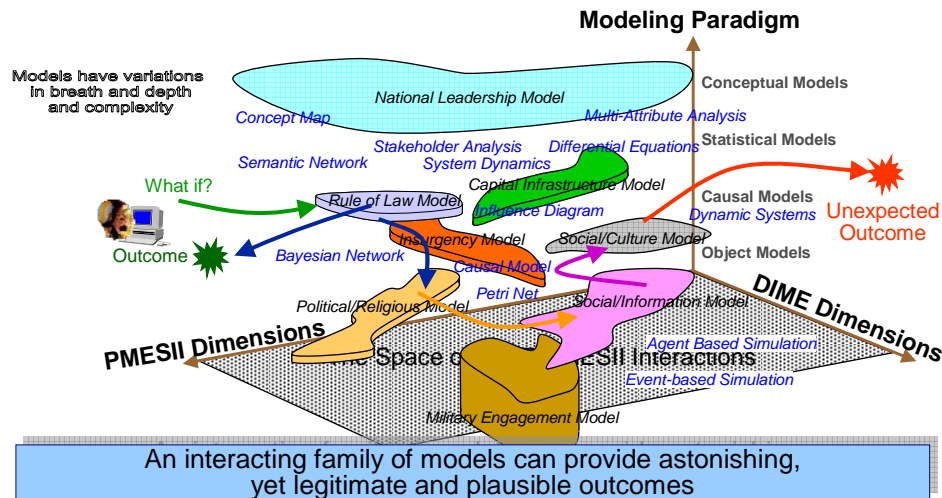 Modeling Paradigm
Models have variations
in breath and depth
and complexity
Conceptual Models
National Leadership Model
Concept Map
Multi-Attribute Analysis
Statistical Models
Stakeholder Analysis
Differential Equations
Semantic Network
System Dynamics
What if?
Capital Infrastructure Model
Causal Models
Rule of Law Model
Influence Diagram
Dynamic Systems
Unexpected
Outcome
Insurgency Model
Social/Culture Model
Object Models
Outcome
Bayesian Network
Causal Model
Petri Net
Political/Religious Model
Social/Information Model
DIME Dimensions
PMESII Dimensions
Agent Based Simulation
Space
Interactions
Event-based Simulation
Military Engagement Model
An interacting family of models can provide astonishing,
yet legitimate and plausible outcomes